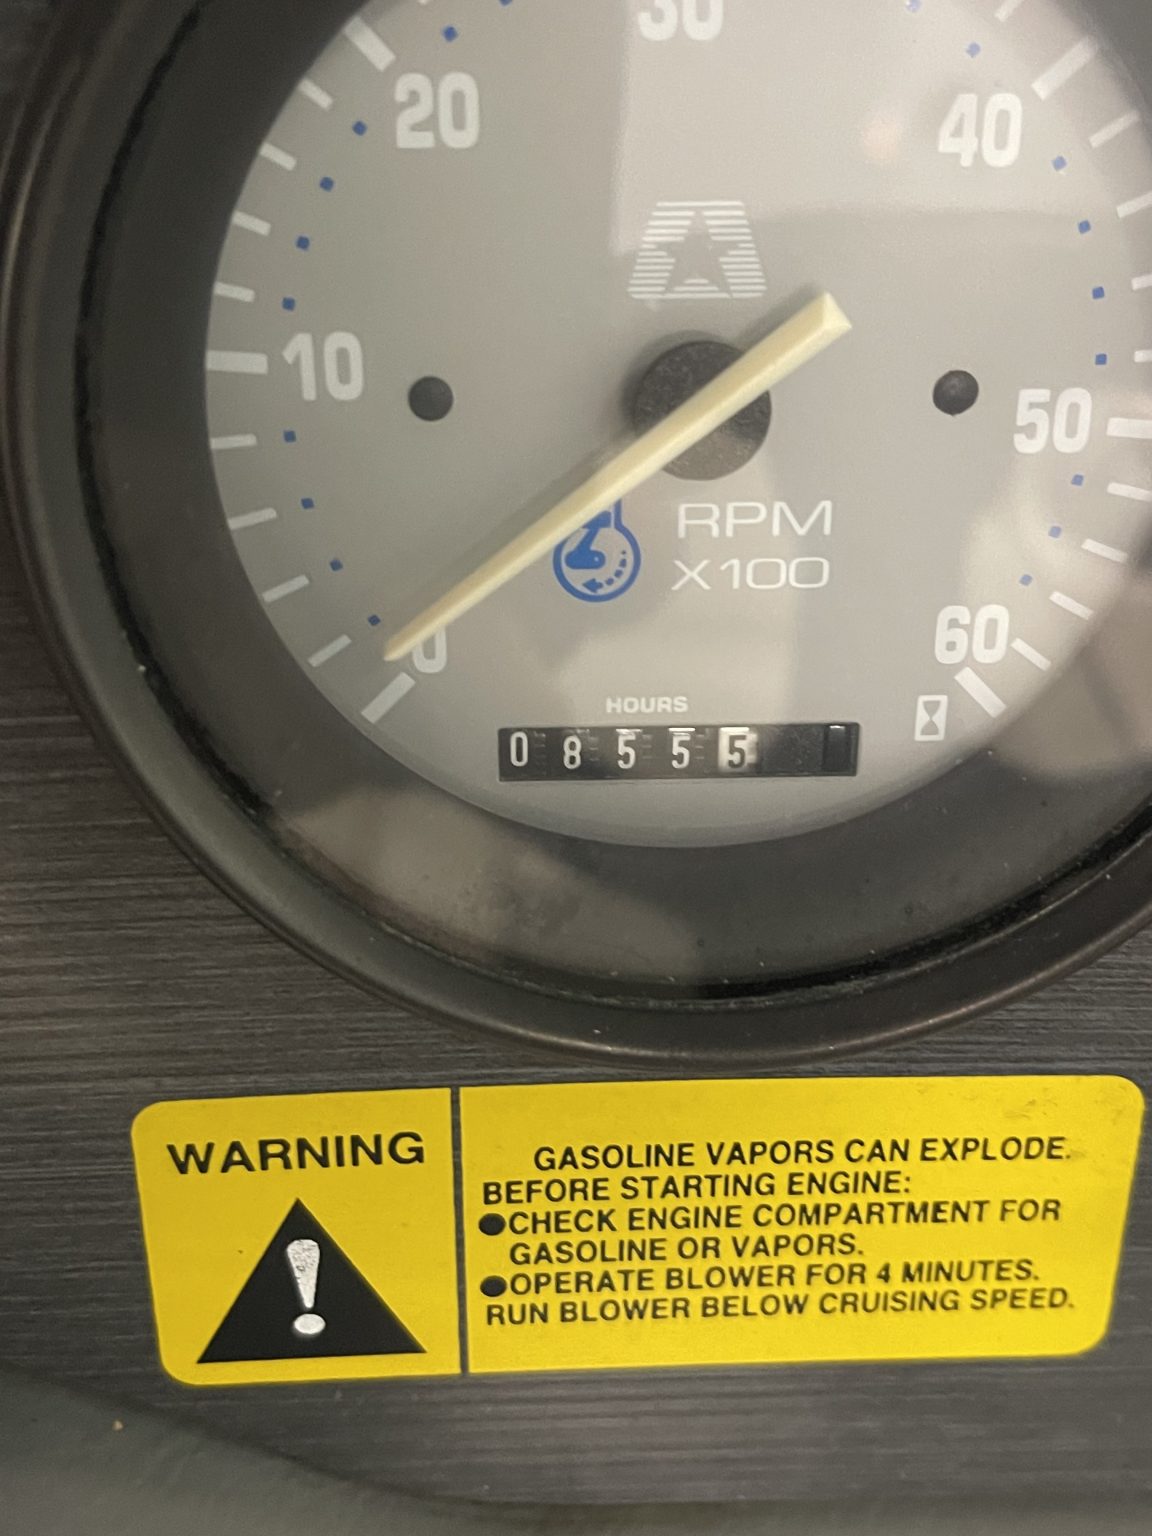 30
20
40
10
50
RPM
X100
0
60
HOURS
0 8 5 5 5
WARNING
GASOLINE VAPORS CAN EXPLODE.
BEFORE STARTING ENGINE:
●CHECK ENGINE COMPARTMENT FOR
GASOLINE OR VAPORS.
●OPERATE BLOWER FOR 4 MINUTES.
RUN BLOWER BELOW CRUISING SPEED.